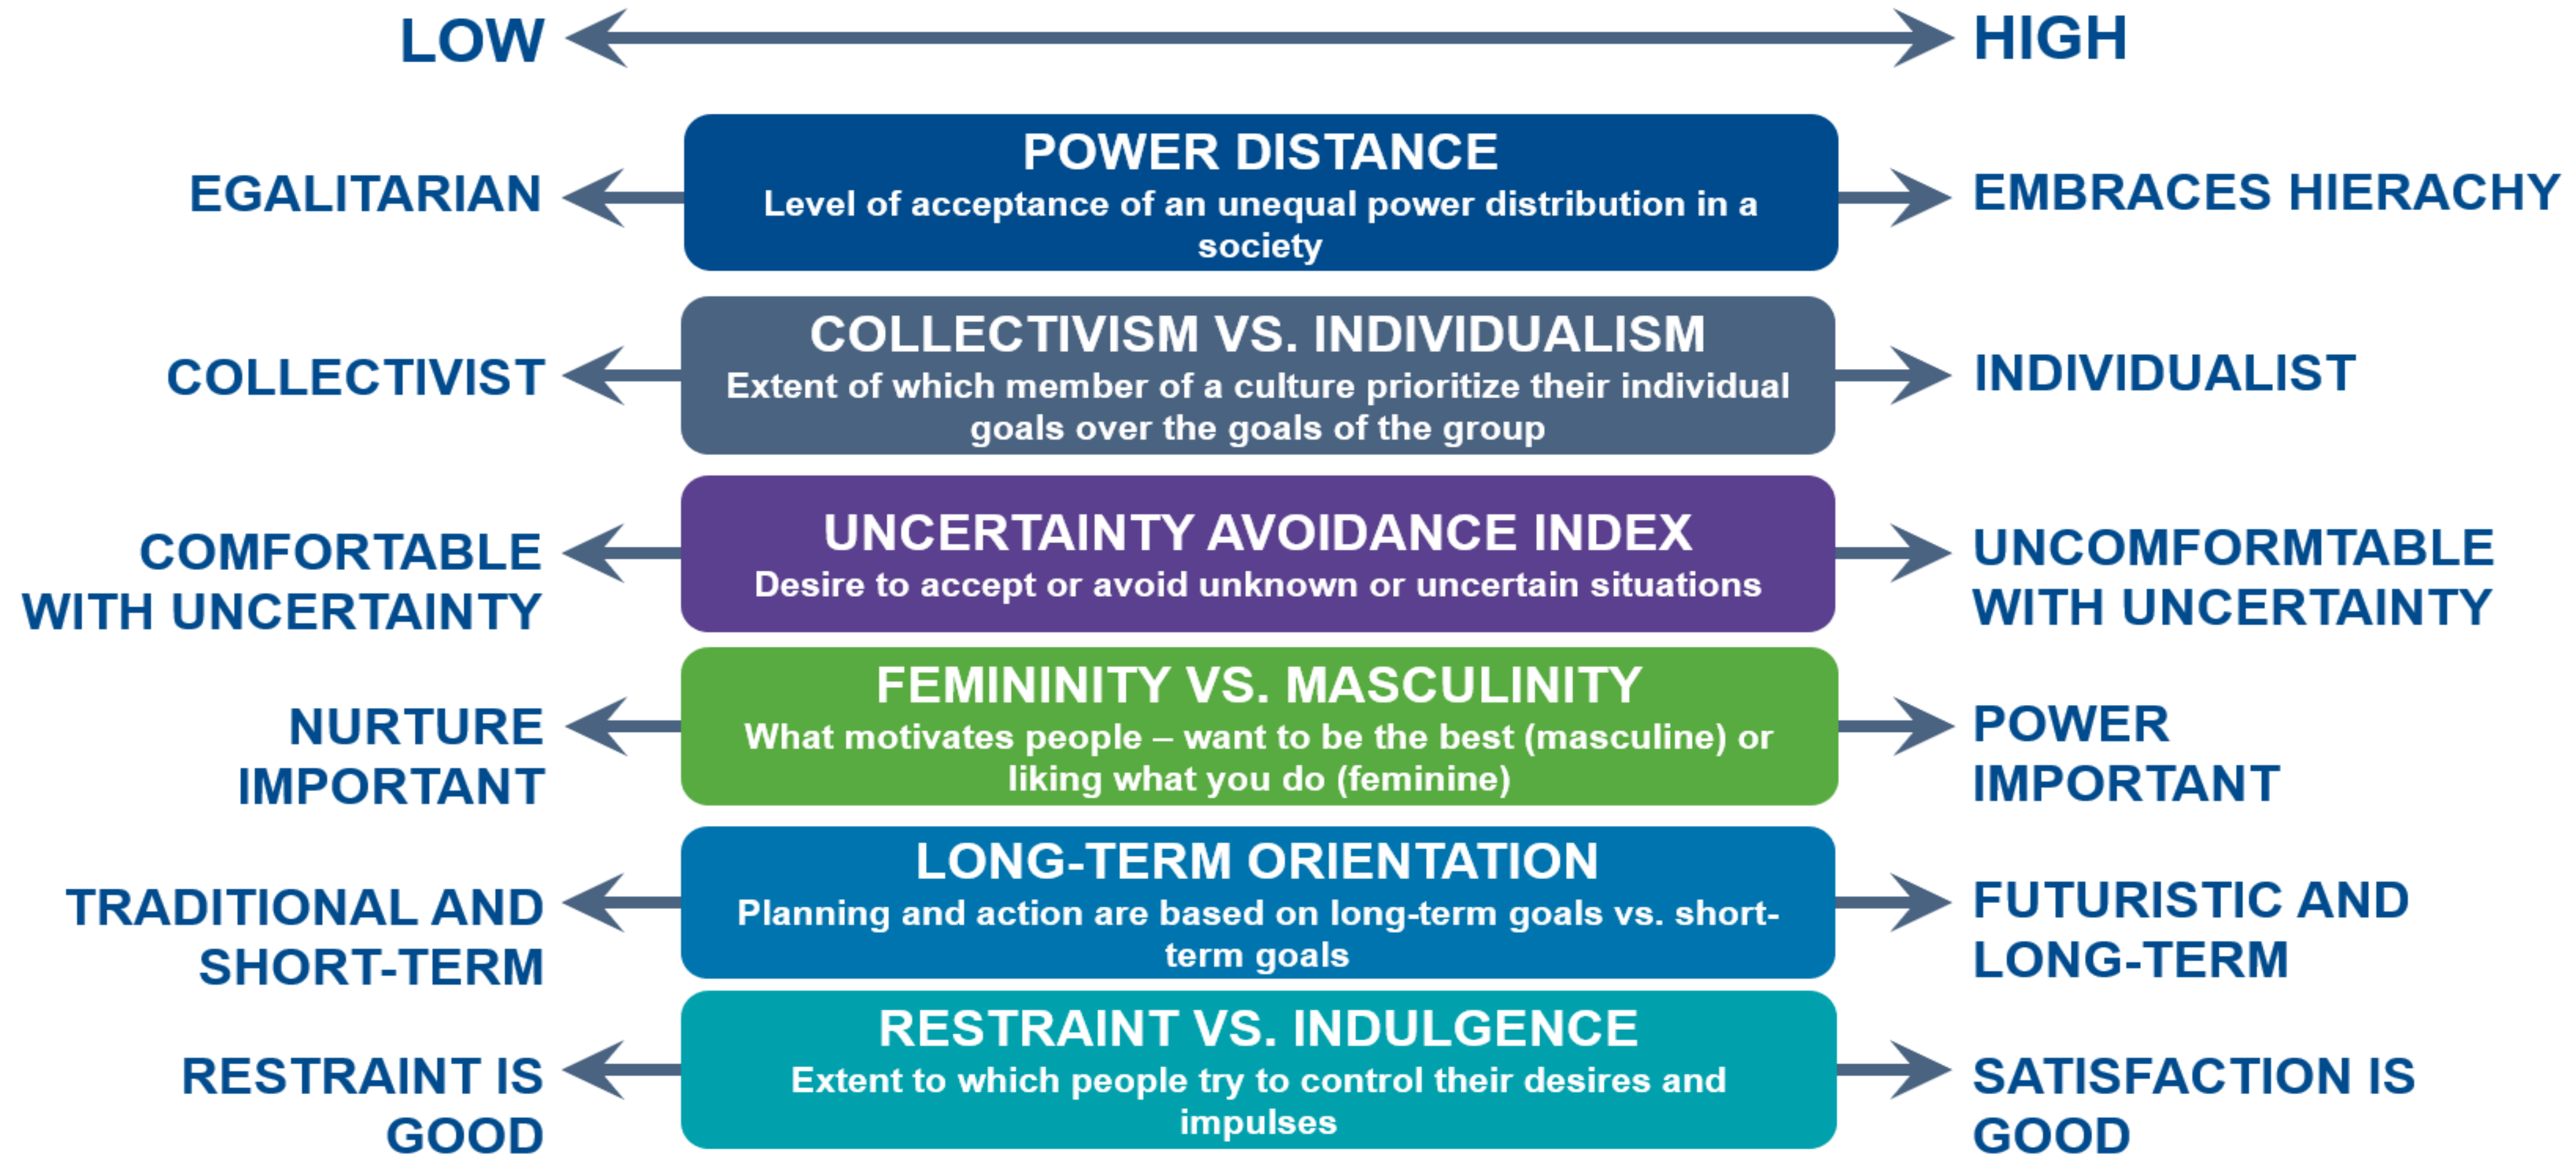 LOW
HIGH
EGALITARIAN
POWER DISTANCE
Level of acceptance of an unequal power distribution in a
society
EMBRACES HIERACHY
COLLECTIVIST
COLLECTIVISM VS. INDIVIDUALISM
Extent of which member of a culture prioritize their individual
goals over the goals of the group
INDIVIDUALIST
COMFORTABLE
WITH UNCERTAINTY
UNCERTAINTY AVOIDANCE INDEX
Desire to accept or avoid unknown or uncertain situations
UNCOMFORMTABLE
WITH UNCERTAINTY
NURTURE
IMPORTANT
FEMININITY VS. MASCULINITY
What motivates people – want to be the best (masculine) or
liking what you do (feminine)
POWER
IMPORTANT
TRADITIONAL AND
SHORT-TERM
LONG-TERM ORIENTATION
Planning and action are based on long-term goals vs. short-
term goals
FUTURISTIC AND
LONG-TERM
RESTRAINT IS
GOOD
RESTRAINT VS. INDULGENCE
Extent to which people try to control their desires and
impulses
SATISFACTION IS
GOOD